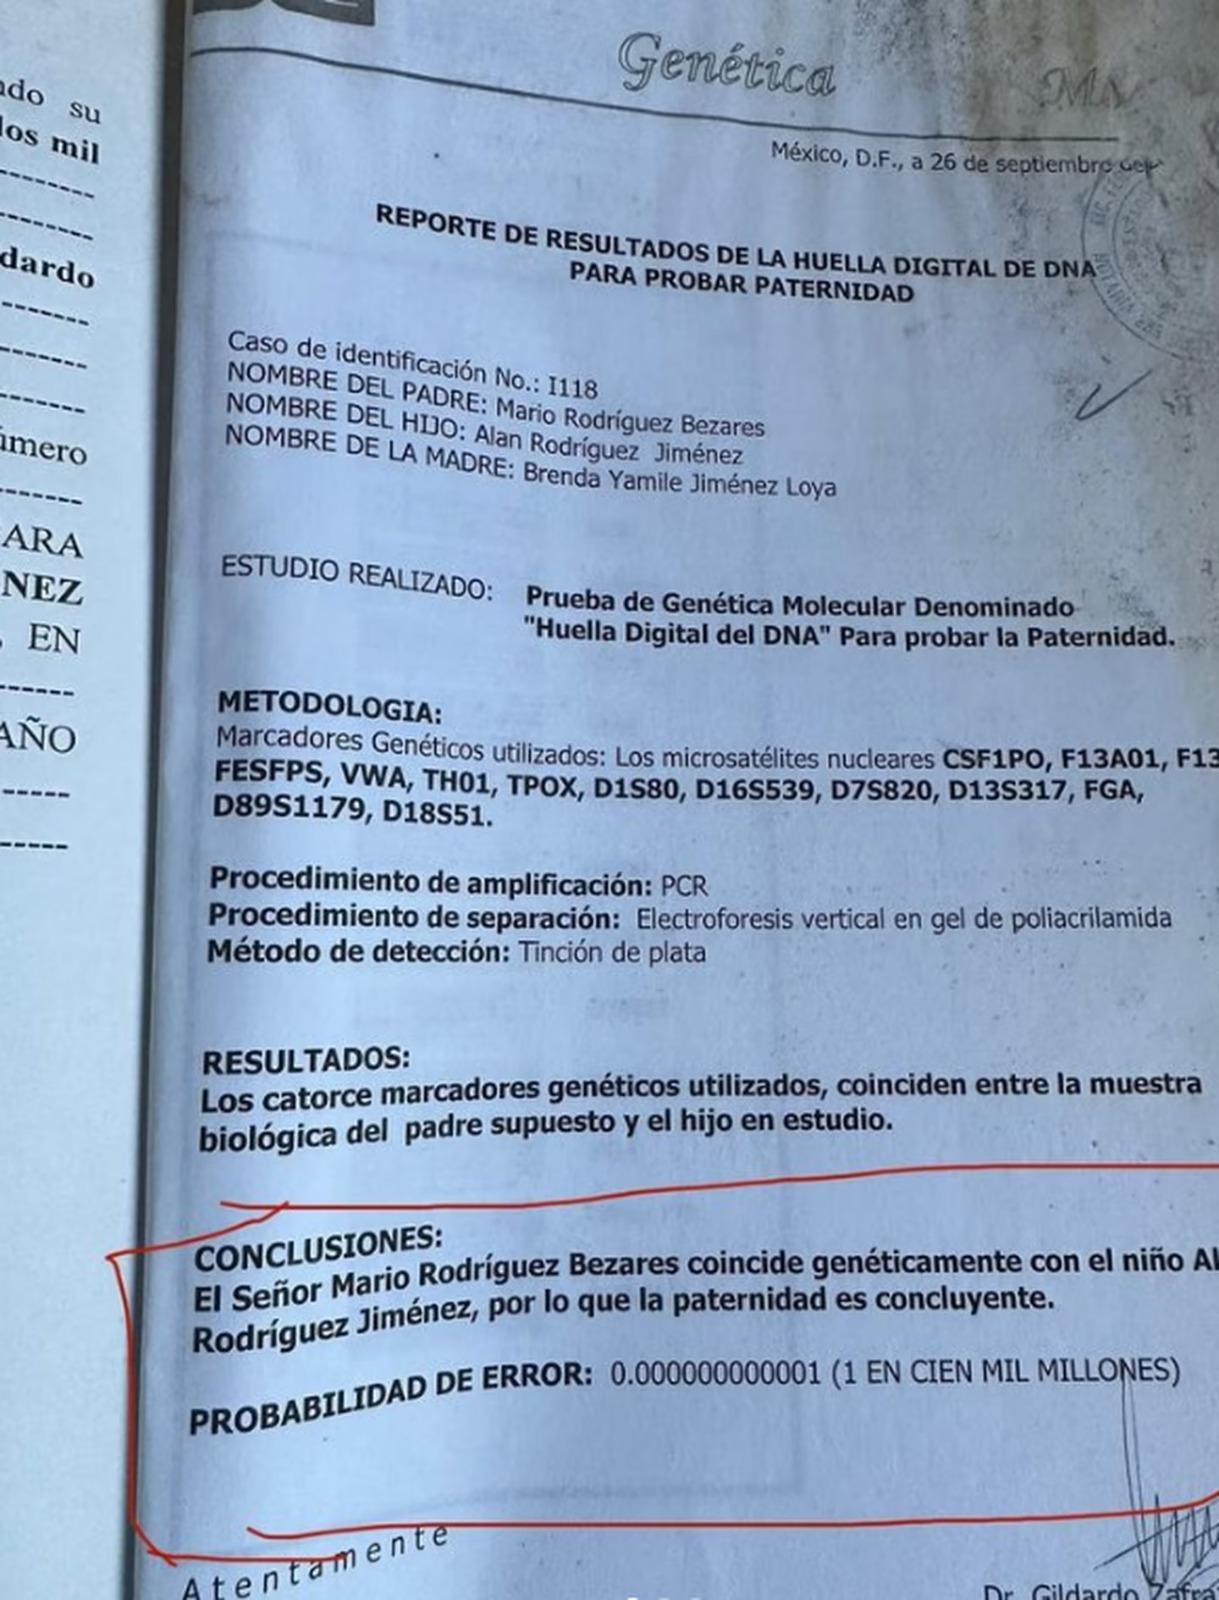 ndo su
dos mil
dardo
úmero
ARA
NEZ
, EN
AÑO
Genética
México, D.F., a 26 de septiembre
REPORTE DE RESULTADOS DE LA HUELLA DIGITAL DE DNA
PARA PROBAR PATERNIDAD
Caso de identificación No.: I118
NOMBRE DEL PADRE: Mario Rodríguez Bezares
NOMBRE DEL HIJO: Alan Rodríguez Jiménez
NOMBRE DE LA MADRE: Brenda Yamile Jiménez Loya
ESTUDIO REALIZADO: Prueba de Genética Molecular Denominado
"Huella Digital del DNA" Para probar la Paternidad.
METODOLOGIA:
Marcadores Genéticos utilizados: Los microsatélites nucleares CSF1PO, F13A01, F13
FESFPS, VWA, TH01, TPOX, D1S80, D16S539, D7S820, D13S317, FGA,
D89S1179, D18S51.
Procedimiento de amplificación: PCR
Procedimiento de separación: Electroforesis vertical en gel de poliacrilamida
Método de detección: Tinción de plata
RESULTADOS:
Los catorce marcadores genéticos utilizados, coinciden entre la muestra
biológica del padre supuesto y el hijo en estudio.
CONCLUSIONES:
El Señor Mario Rodríguez Bezares coincide genéticamente con el niño Al
Rodríguez Jiménez, por lo que la paternidad es concluyente.
PROBABILIDAD DE ERROR: 0.000000000001 (1 EN CIEN MIL MILLONES)
Atentamente
Dr. Gildardo Zafra